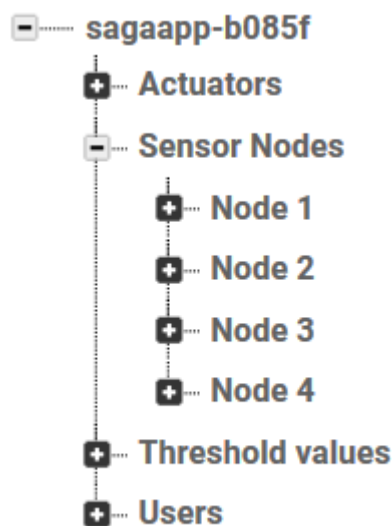 sagaapp-b085f
Actuators
Sensor Nodes
Node 1
Node 2
Node 3
Node 4
Threshold values
Users